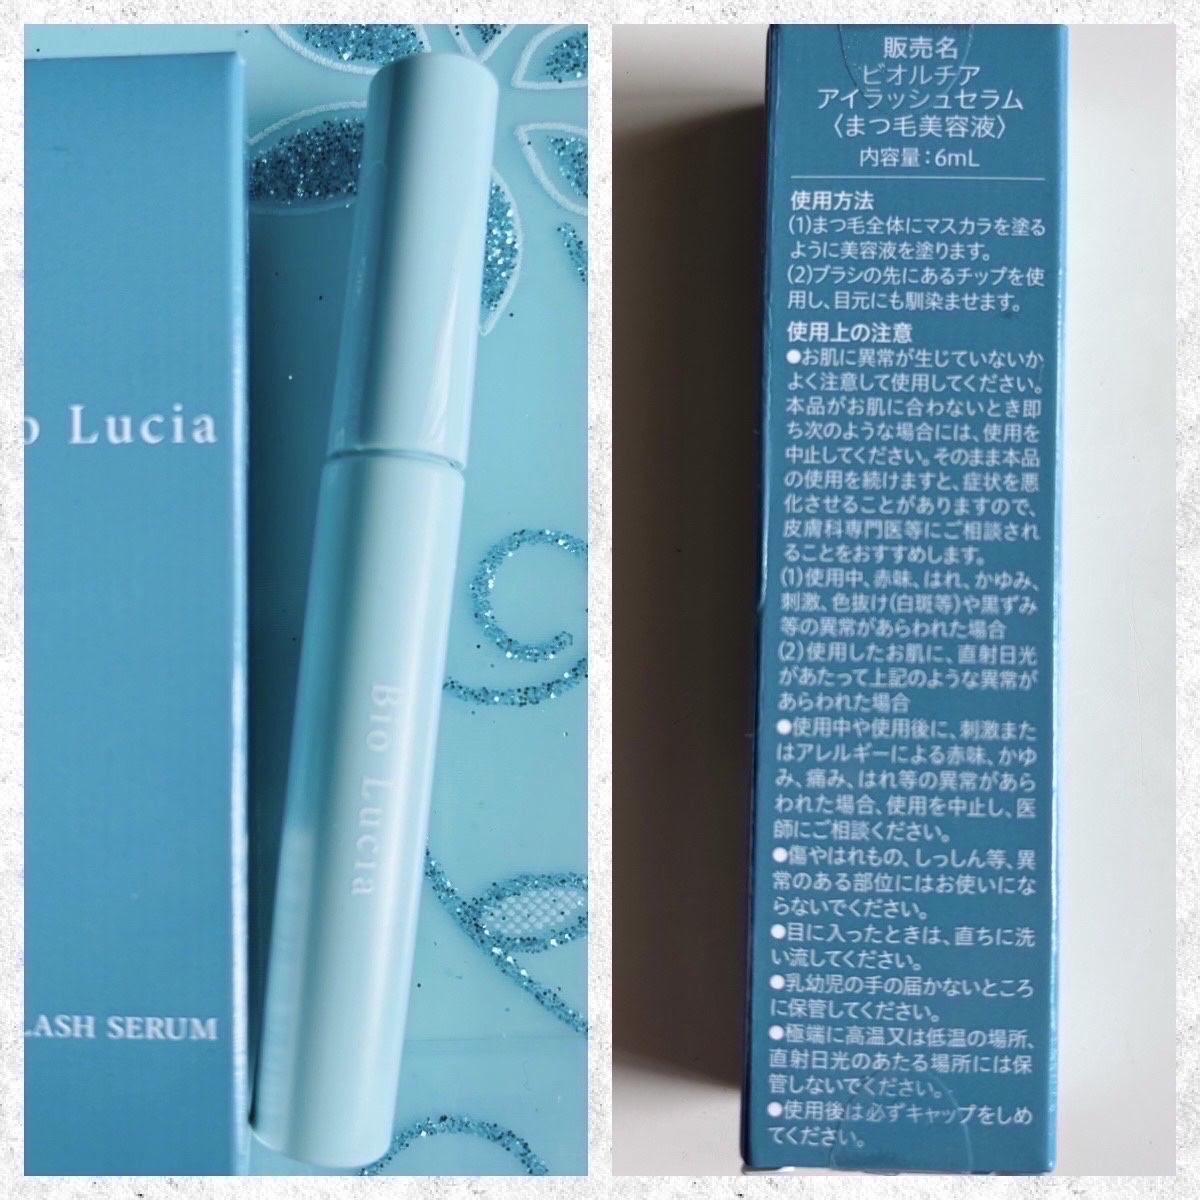 o Lucia
LASH SERUM
Bio Lucia
販売名
ビオルチア
アイラッシュセラム
〈まつ毛美容液〉
内容量：6mL
使用方法
(1)まつ毛全体にマスカラを塗る
ように美容液を塗ります。
(2)ブラシの先にあるチップを使
用し、目元にも馴染ませます。
使用上の注意
●お肌に異常が生じていないか
よく注意して使用してください。
本品がお肌に合わないとき即
ち次のような場合には、使用を
中止してください。そのまま本品
の使用を続けますと、症状を悪
化させることがありますので、
皮膚科専門医等にご相談され
ることをおすすめします。
(1)使用中、赤味、はれ、かゆみ、
刺激、色抜け(白斑等)や黒ずみ
等の異常があらわれた場合
(2)使用したお肌に、直射日光
があたって上記のような異常が
あらわれた場合
●使用中や使用後に、刺激また
はアレルギーによる赤味、かゆ
み、痛み、はれ等の異常があら
われた場合、使用を中止し、医
師にご相談ください。
●傷やはれもの、しっしん等、異
常のある部位にはお使いにな
らないでください。
●目に入ったときは、直ちに洗
い流してください。
●乳幼児の手の届かないところ
に保管してください。
●極端に高温又は低温の場所、
直射日光のあたる場所には保
管しないでください。
●使用後は必ずキャップをしめ
てください。